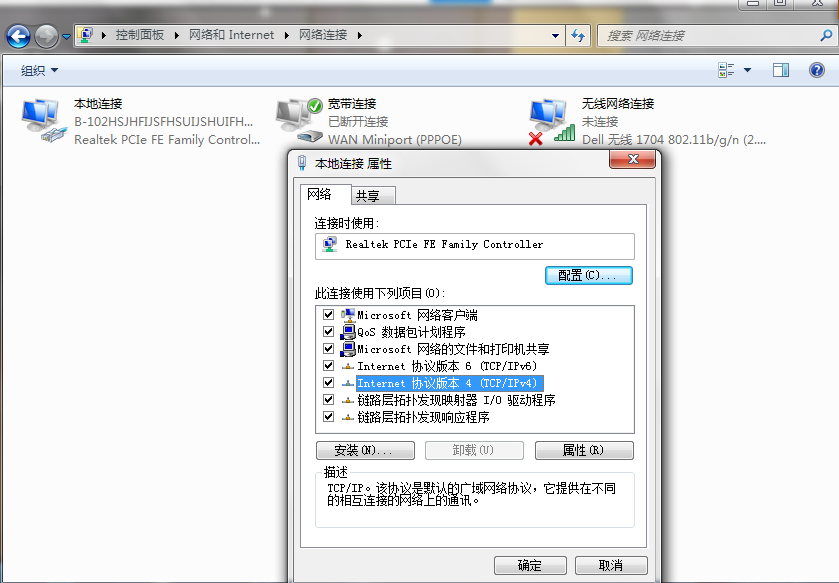 控制面板 网络和 Internet 网络连接
搜索 网络连接
组织
本地连接
B-102HSJHFIJSFHSUIJSHUIFH...
Realtek PCIe FE Family Control...
宽带连接
已断开连接
WAN Miniport (PPPOE)
无线网络连接
未连接
Dell 无线 1704 802.11b/g/n (2....
本地连接 属性
网络
共享
连接时使用:
Realtek PCIe FE Family Controller
配置(C)...
此连接使用下列项目(O):
Microsoft 网络客户端
QoS 数据包计划程序
Microsoft 网络的文件和打印机共享
Internet 协议版本 6 (TCP/IPv6)
Internet 协议版本 4 (TCP/IPv4)
链路层拓扑发现映射器 I/O 驱动程序
链路层拓扑发现响应程序
安装(N)...
卸载(U)
属性(R)
描述
TCP/IP。该协议是默认的广域网络协议，它提供在不同
的相互连接的网络上的通讯。
确定
取消